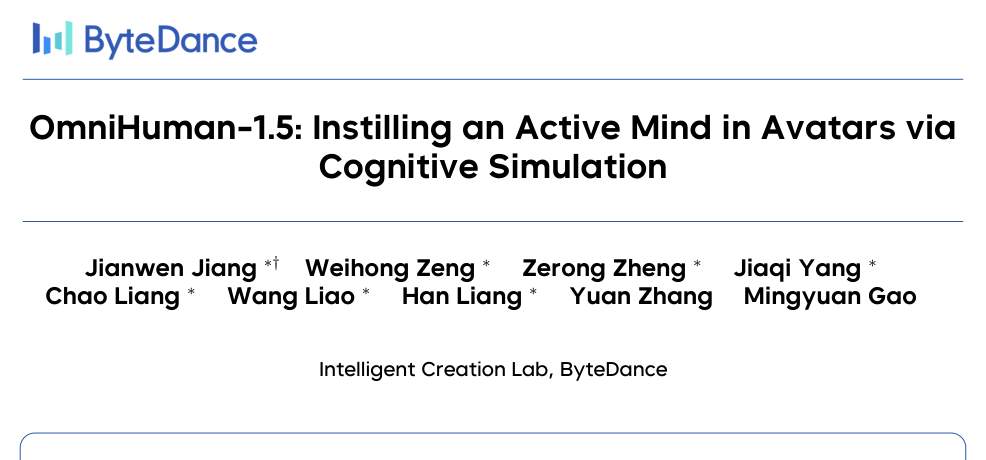 ByteDance
OmniHuman-1.5: Instilling an Active Mind in Avatars via
Cognitive Simulation
Jianwen Jiang *† Weihong Zeng * Zerong Zheng * Jiaqi Yang *
Chao Liang * Wang Liao * Han Liang * Yuan Zhang Mingyuan Gao
Intelligent Creation Lab, ByteDance